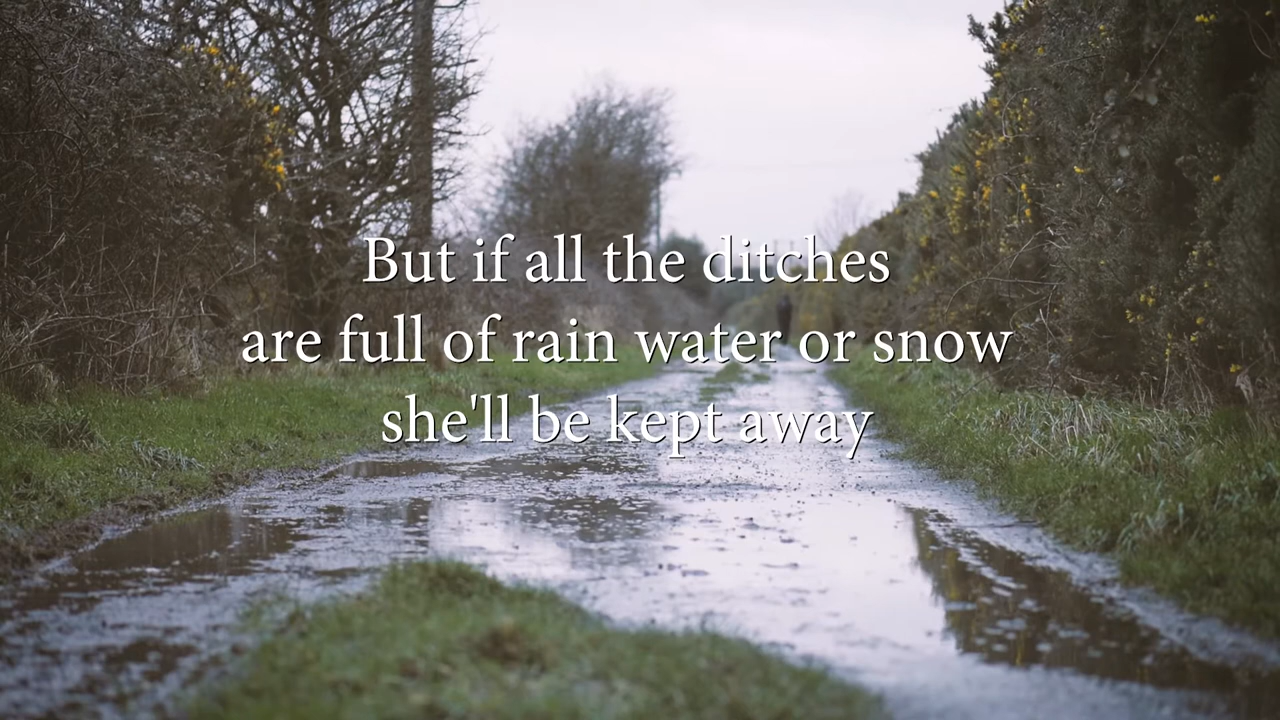 But if all the ditches
are full of rain water or snow
she'll be kept away